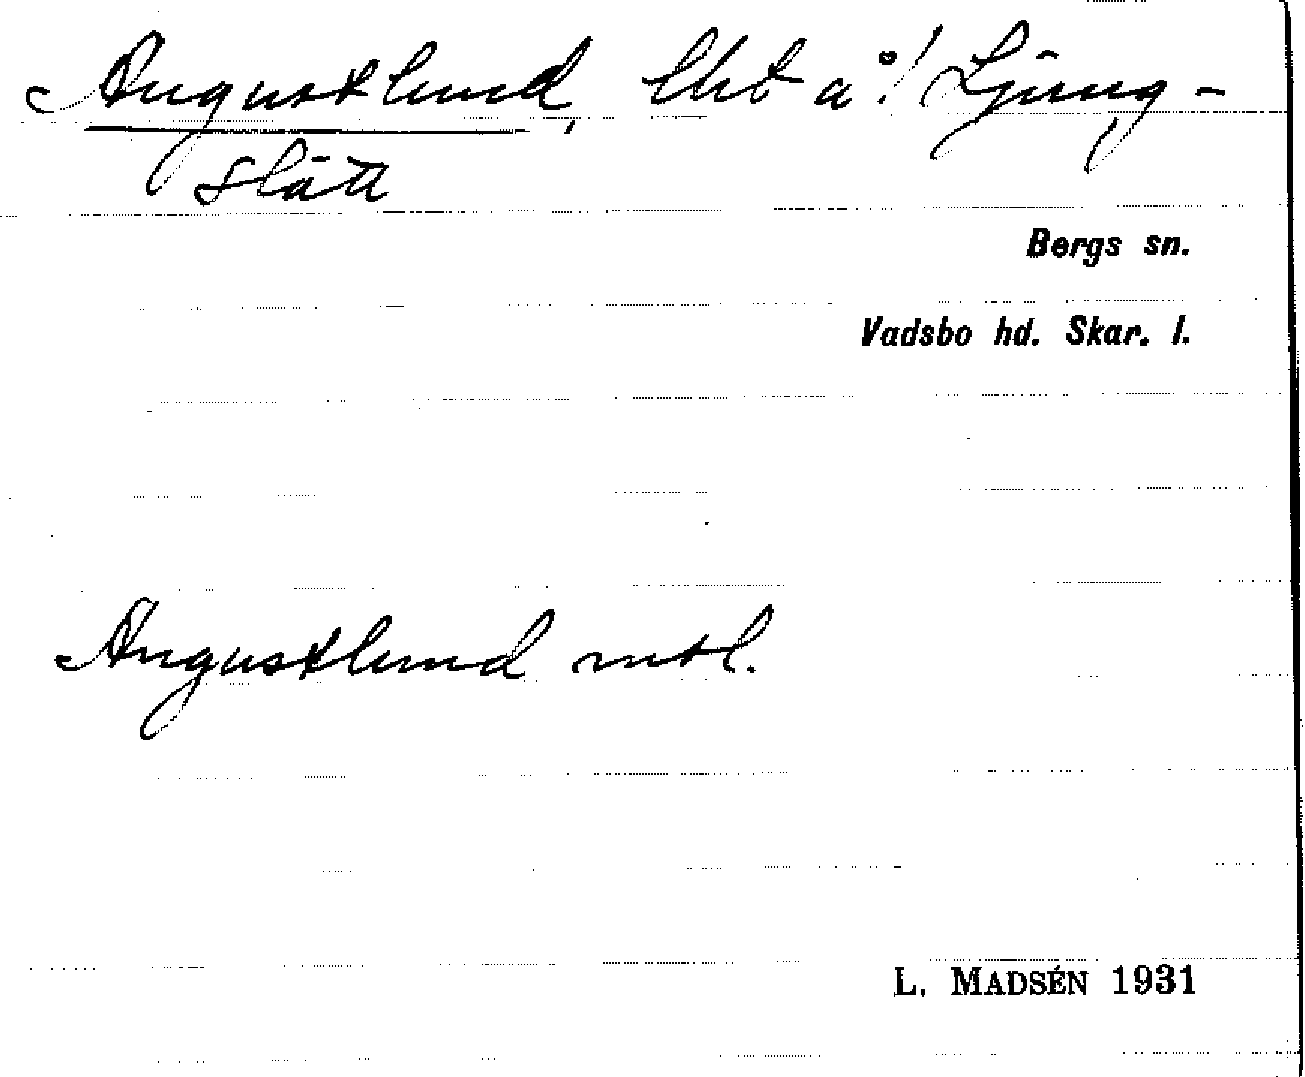 Augustlund, lht å! Ljung-
slätt
Bergs sn.
Vadsbo hd. Skar. l.
Augustlund mtl.
L. MADSÉN 1931